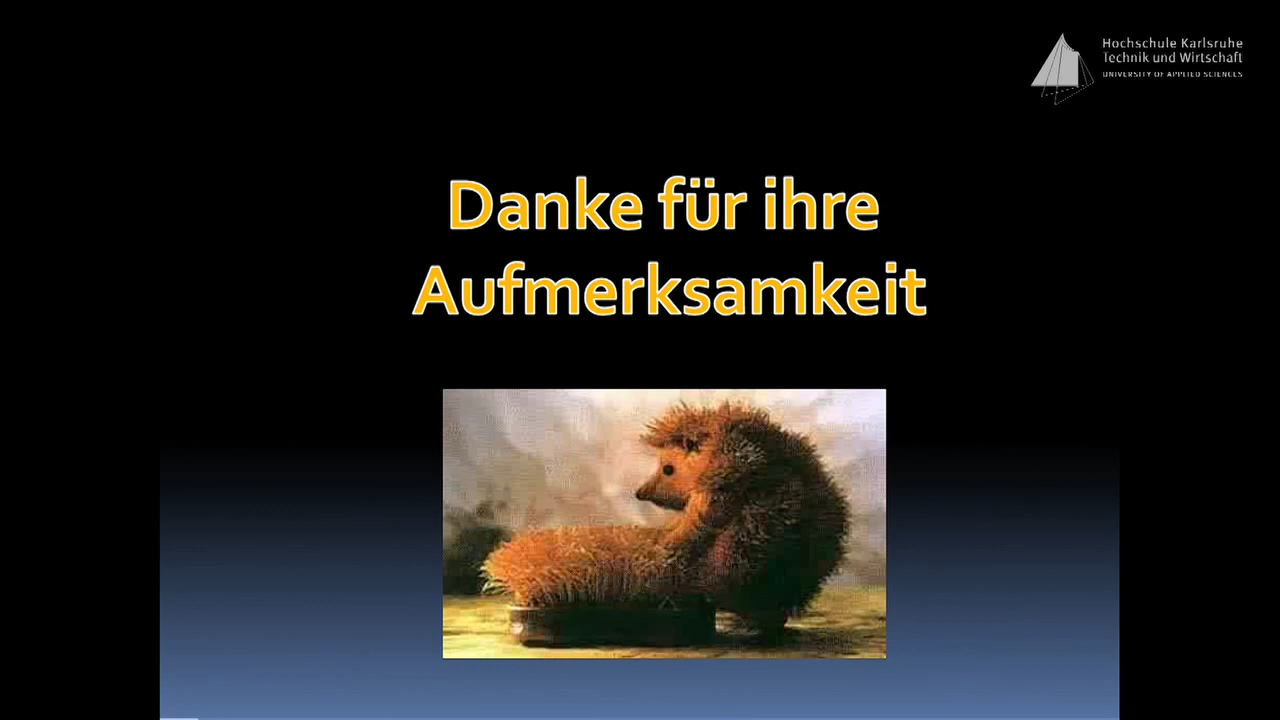 Hochschule Karlsruhe
Technik und Wirtschaft
UNIVERSITY OF APPLIED SCIENCES
Danke für ihre
Aufmerksamkeit